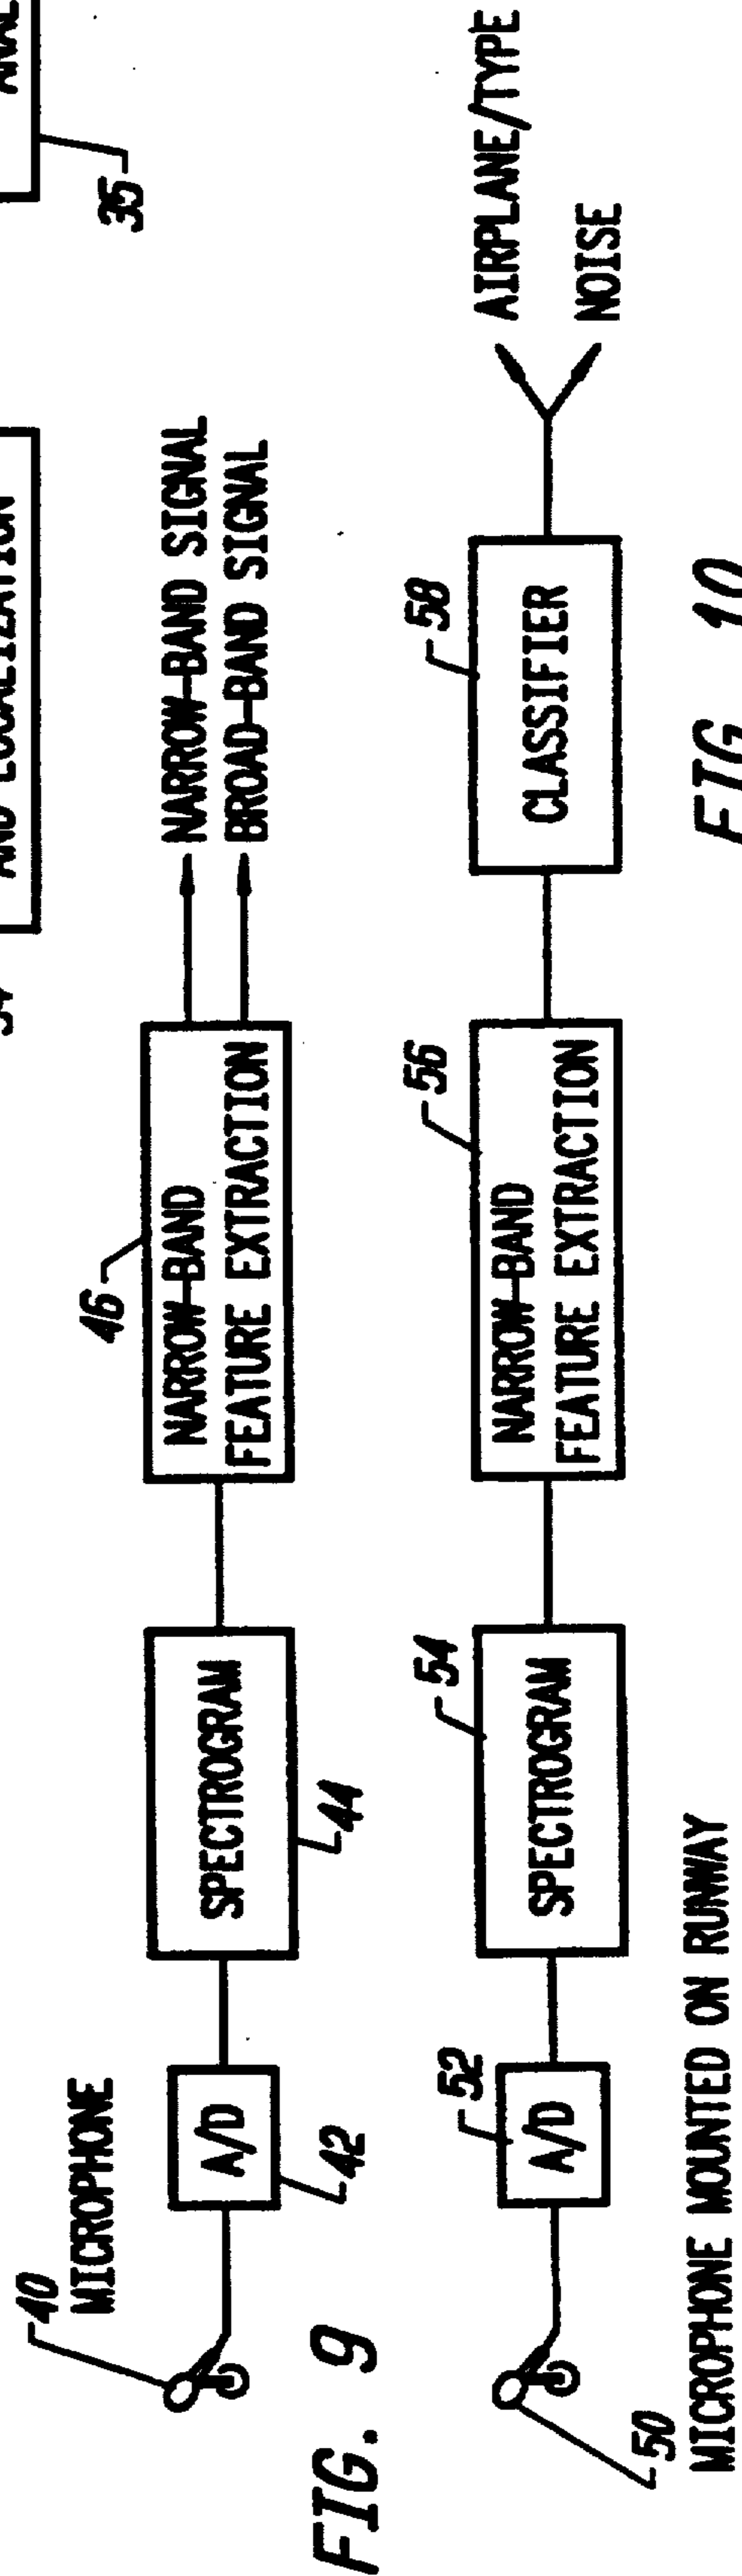 AND LOCALIZATION
35
40
MICROPHONE
A/D
42
SPECTROGRAM
44
46
NARROW-BAND
FEATURE EXTRACTION
NARROW-BAND SIGNAL
BROAD-BAND SIGNAL
FIG. 9
50
MICROPHONE MOUNTED ON RUNWAY
52
A/D
54
SPECTROGRAM
56
NARROW-BAND
FEATURE EXTRACTION
58
CLASSIFIER
AIRPLANE/TYPE
NOISE
FIG. 10